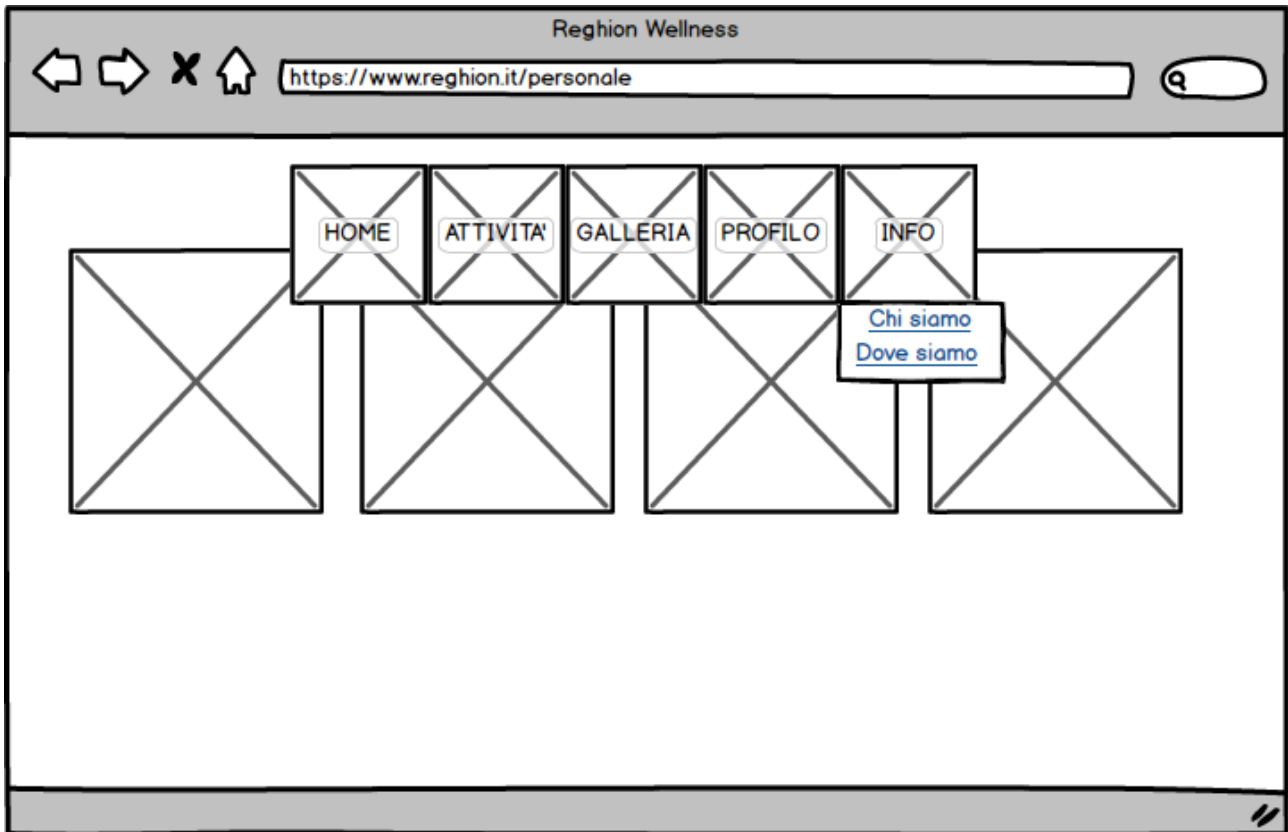 Reghion Wellness
https://www.reghion.it/personale
HOME
ATTIVITA'
GALLERIA
PROFILO
INFO
Chi siamo
Dove siamo